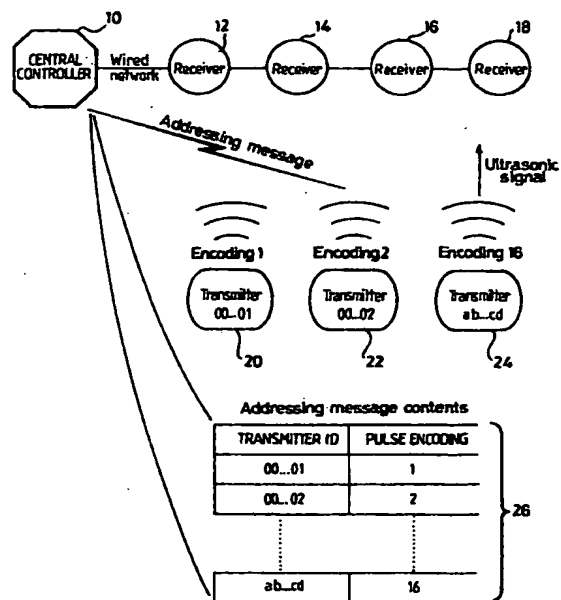 10
12
14
16
18
CENTRAL
CONTROLLER
Wired
network
Receiver
Receiver
Receiver
Receiver
Addressing message
Ultrasonic
signal
Encoding 1
Encoding 2
Encoding 16
Transmitter
00...01
Transmitter
00...02
Transmitter
ab...cd
20
22
24
Addressing message contents
TRANSMITTER ID PULSE ENCODING
00...01 1
00...02 2
26
ab...cd 16